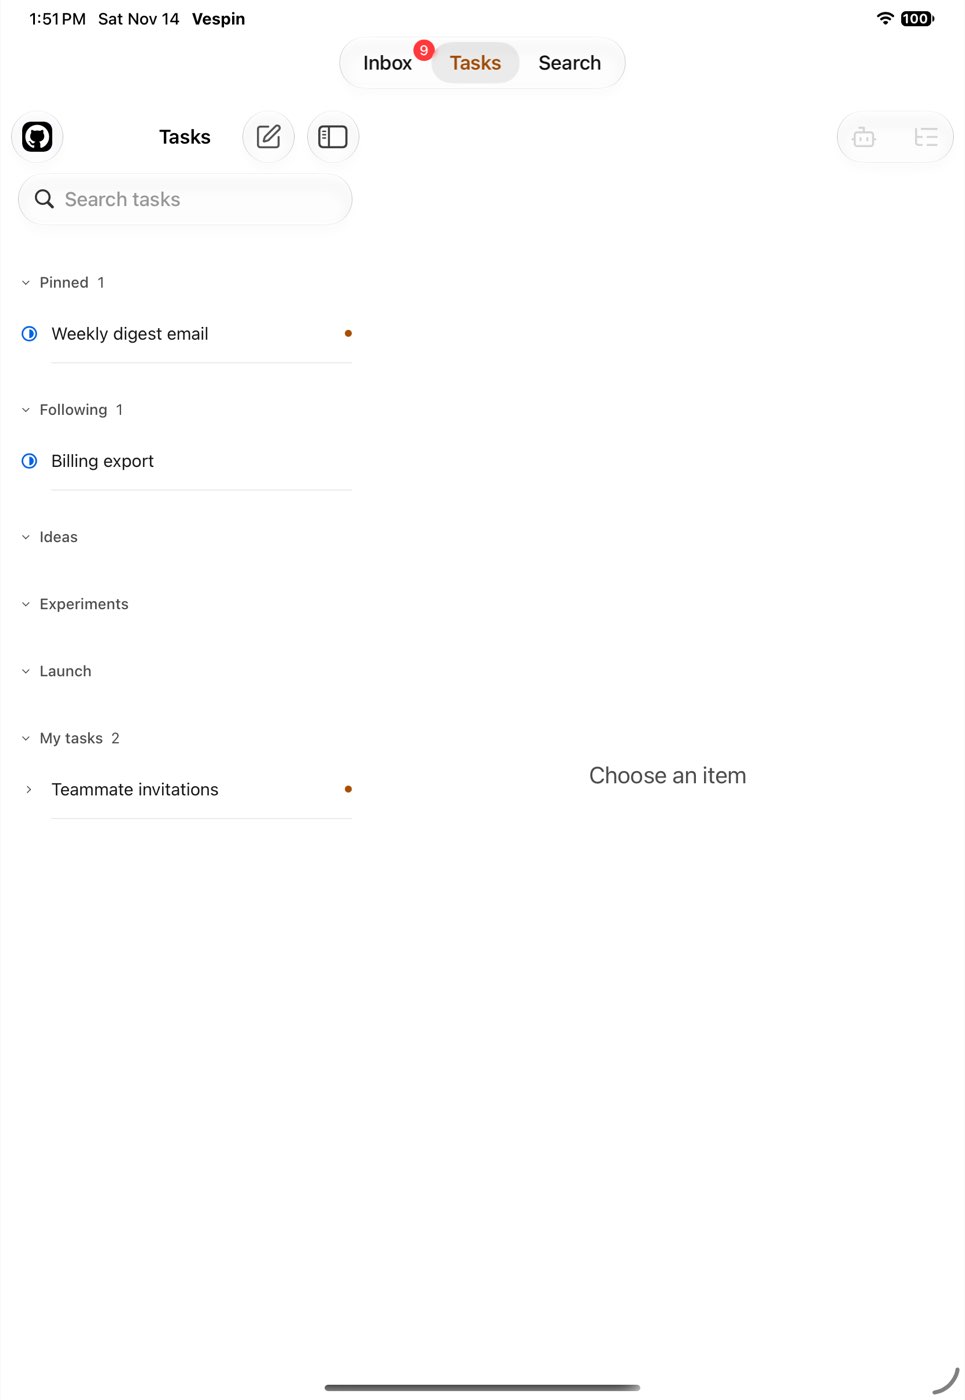 1:51 PM Sat Nov 14 Vespin
100
Inbox 9 Tasks Search
Tasks
Search tasks
Pinned 1
Weekly digest email
Following 1
Billing export
Ideas
Experiments
Launch
My tasks 2
Teammate invitations
Choose an item